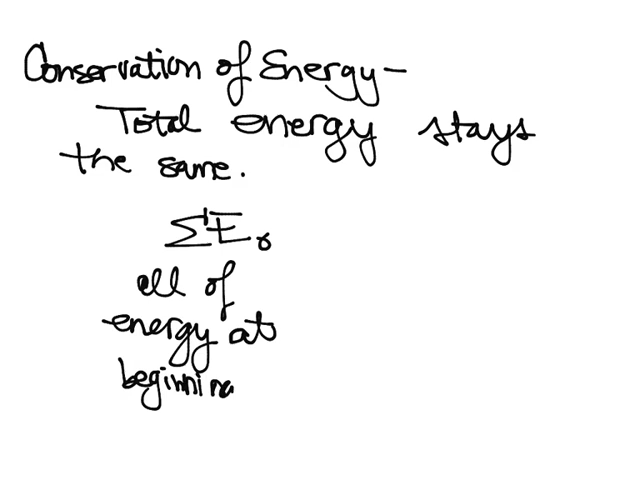 Conservation of Energy-
Total energy stays
the same.
ΣE₀
all of
energy at
beginning